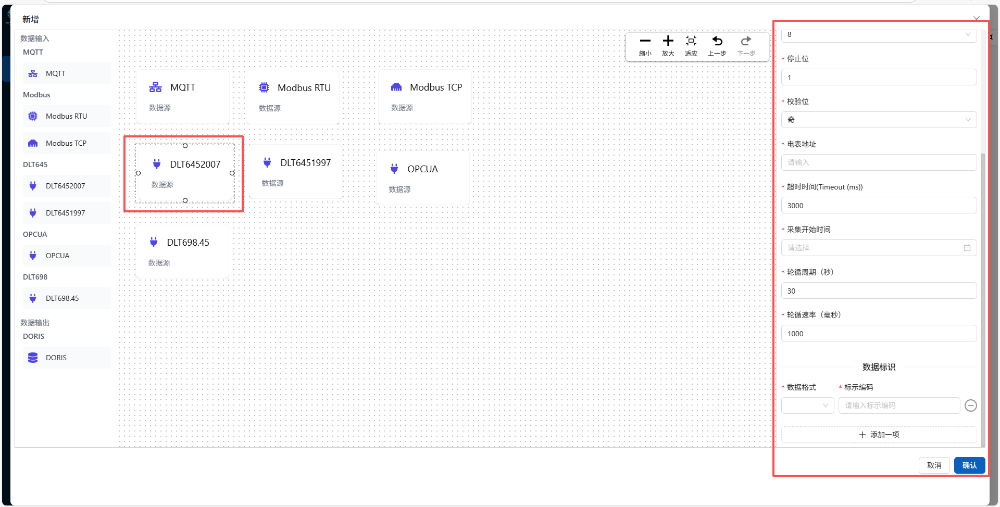 新增
数据输入
MQTT
MQTT
Modbus
Modbus RTU
Modbus TCP
DLT645
DLT6452007
DLT6451997
OPCUA
OPCUA
DLT698
DLT698.45
数据输出
DORIS
DORIS
缩小 放大 适应 上一步 下一步
MQTT
数据源
Modbus RTU
数据源
Modbus TCP
数据源
DLT6452007
数据源
DLT6451997
数据源
OPCUA
数据源
DLT698.45
数据源
8
* 停止位
1
* 校验位
奇
* 电表地址
请输入
* 超时时间(Timeout (ms))
3000
* 采集开始时间
请选择
* 轮循周期（秒）
30
* 轮循速率（毫秒）
1000
数据标识
* 数据格式 * 标示编码
请输入标示编码
添加一项
取消 确认